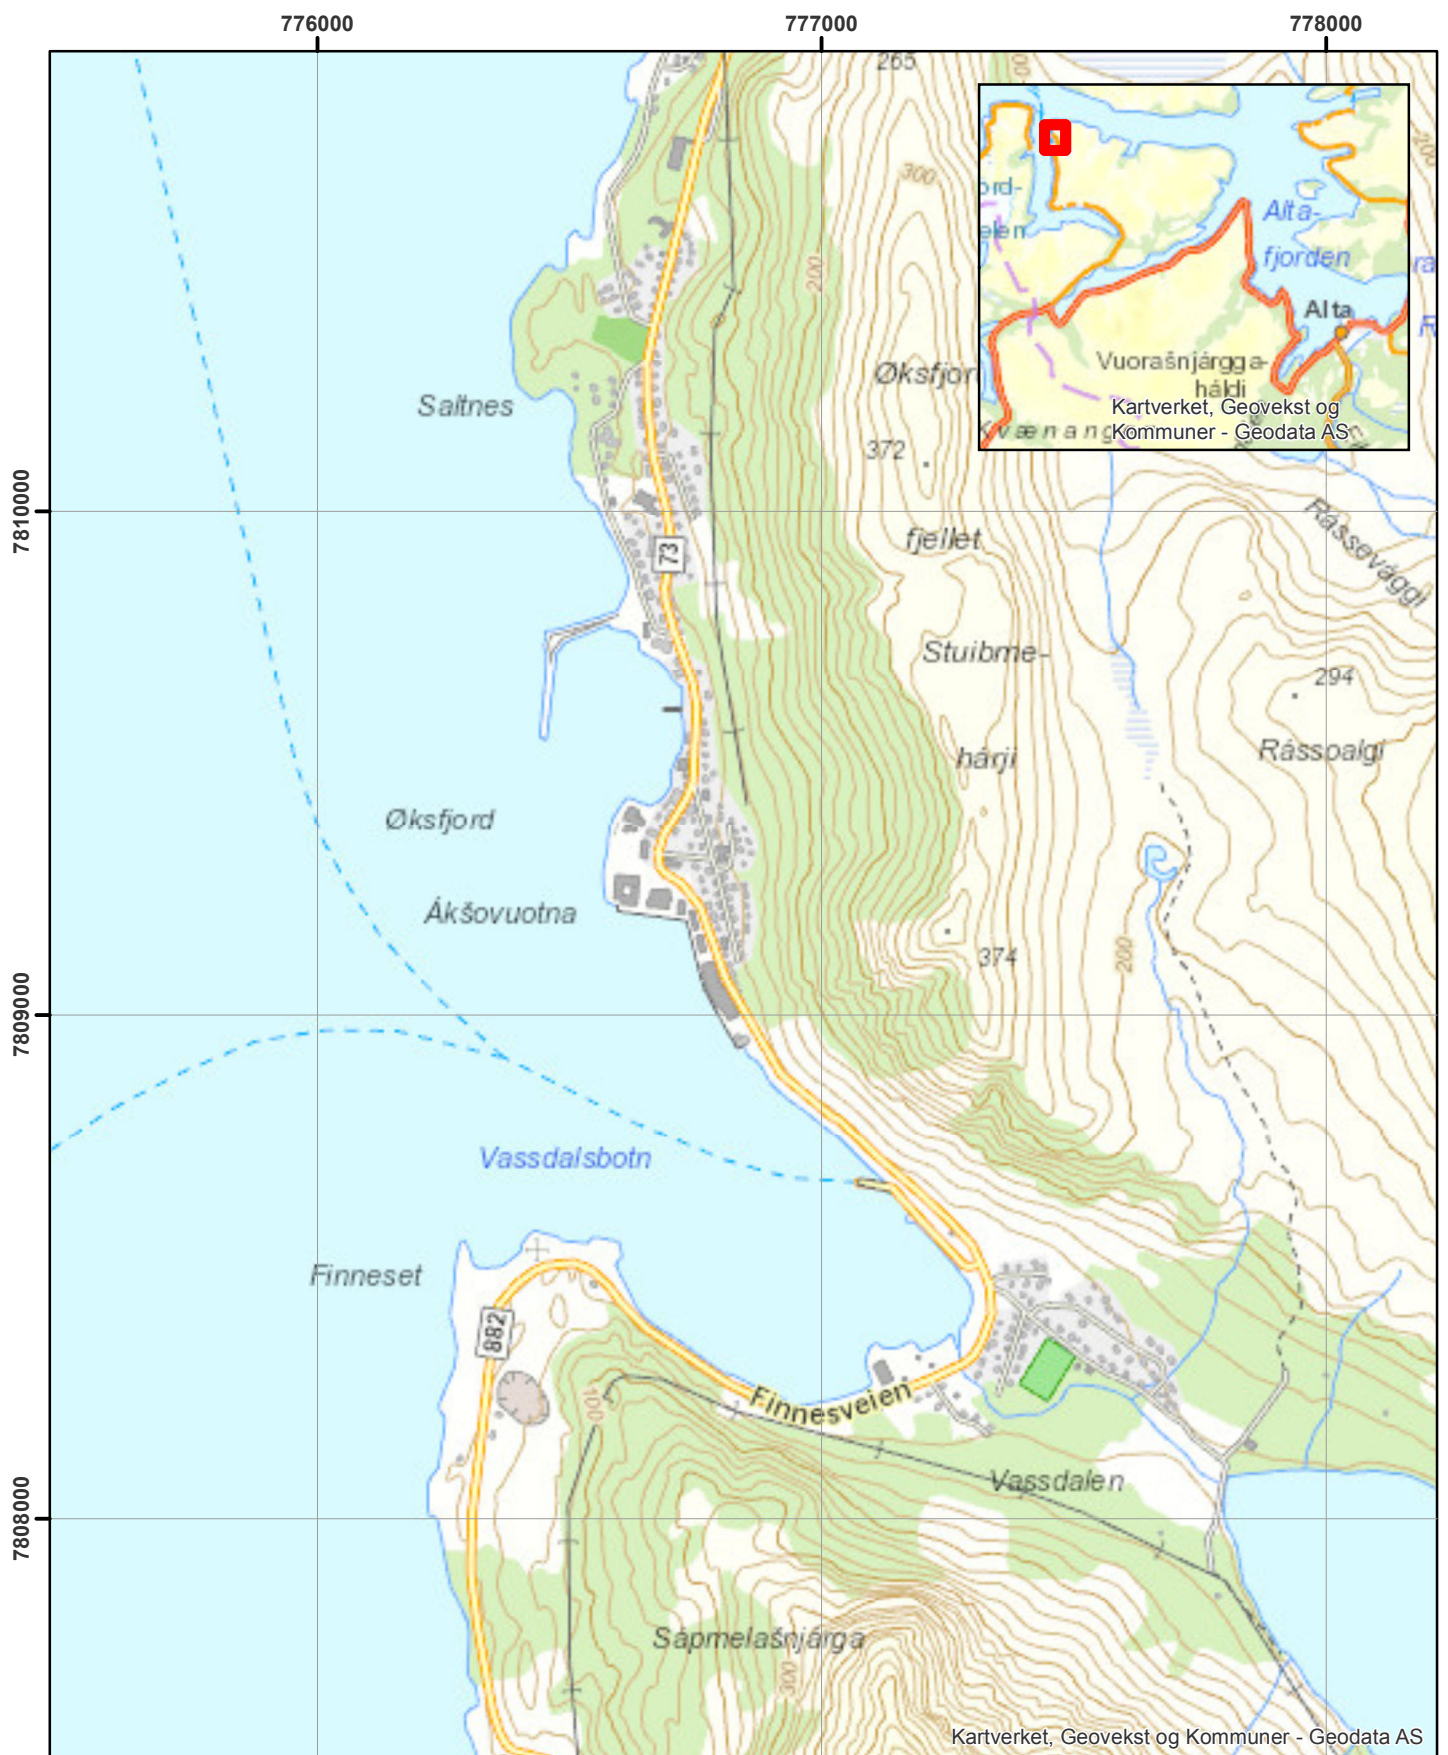 776000
777000
778000
265
300
200
ord-
elen
Alta-
fjorden
Alta
Vuorašnjárgga-
háldi
Kvænang
Kartverket, Geovekst og
Kommuner - Geodata AS
Øksfjor
Saltnes
372
7810000
fjellet
Rássevággi
73
Stuibme-
294
Rássoalgi
hárji
Øksfjord
Ákšovuotna
374
200
7809000
Vassdalsbotn
Finneset
882
100
Finnesveien
Vassdalen
7808000
Sápmelašnjárga
300
Kartverket, Geovekst og Kommuner - Geodata AS